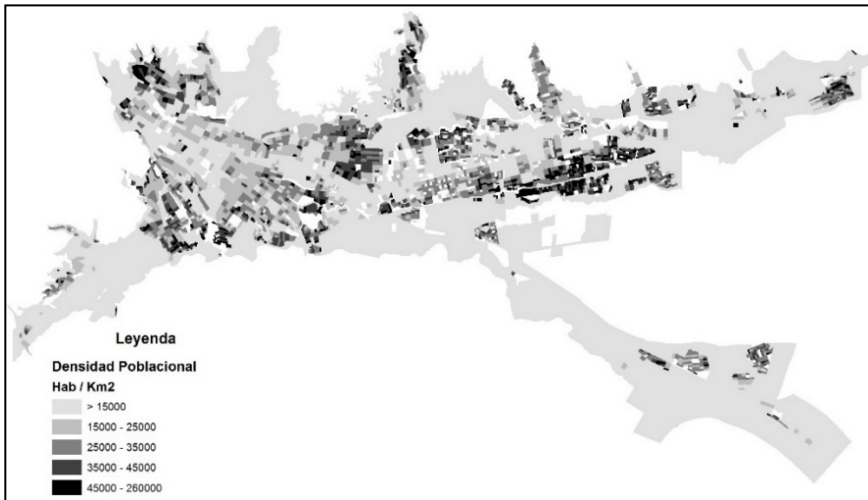 Leyenda
Densidad Poblacional
Hab / Km2
> 15000
15000 - 25000
25000 - 35000
35000 - 45000
45000 - 260000